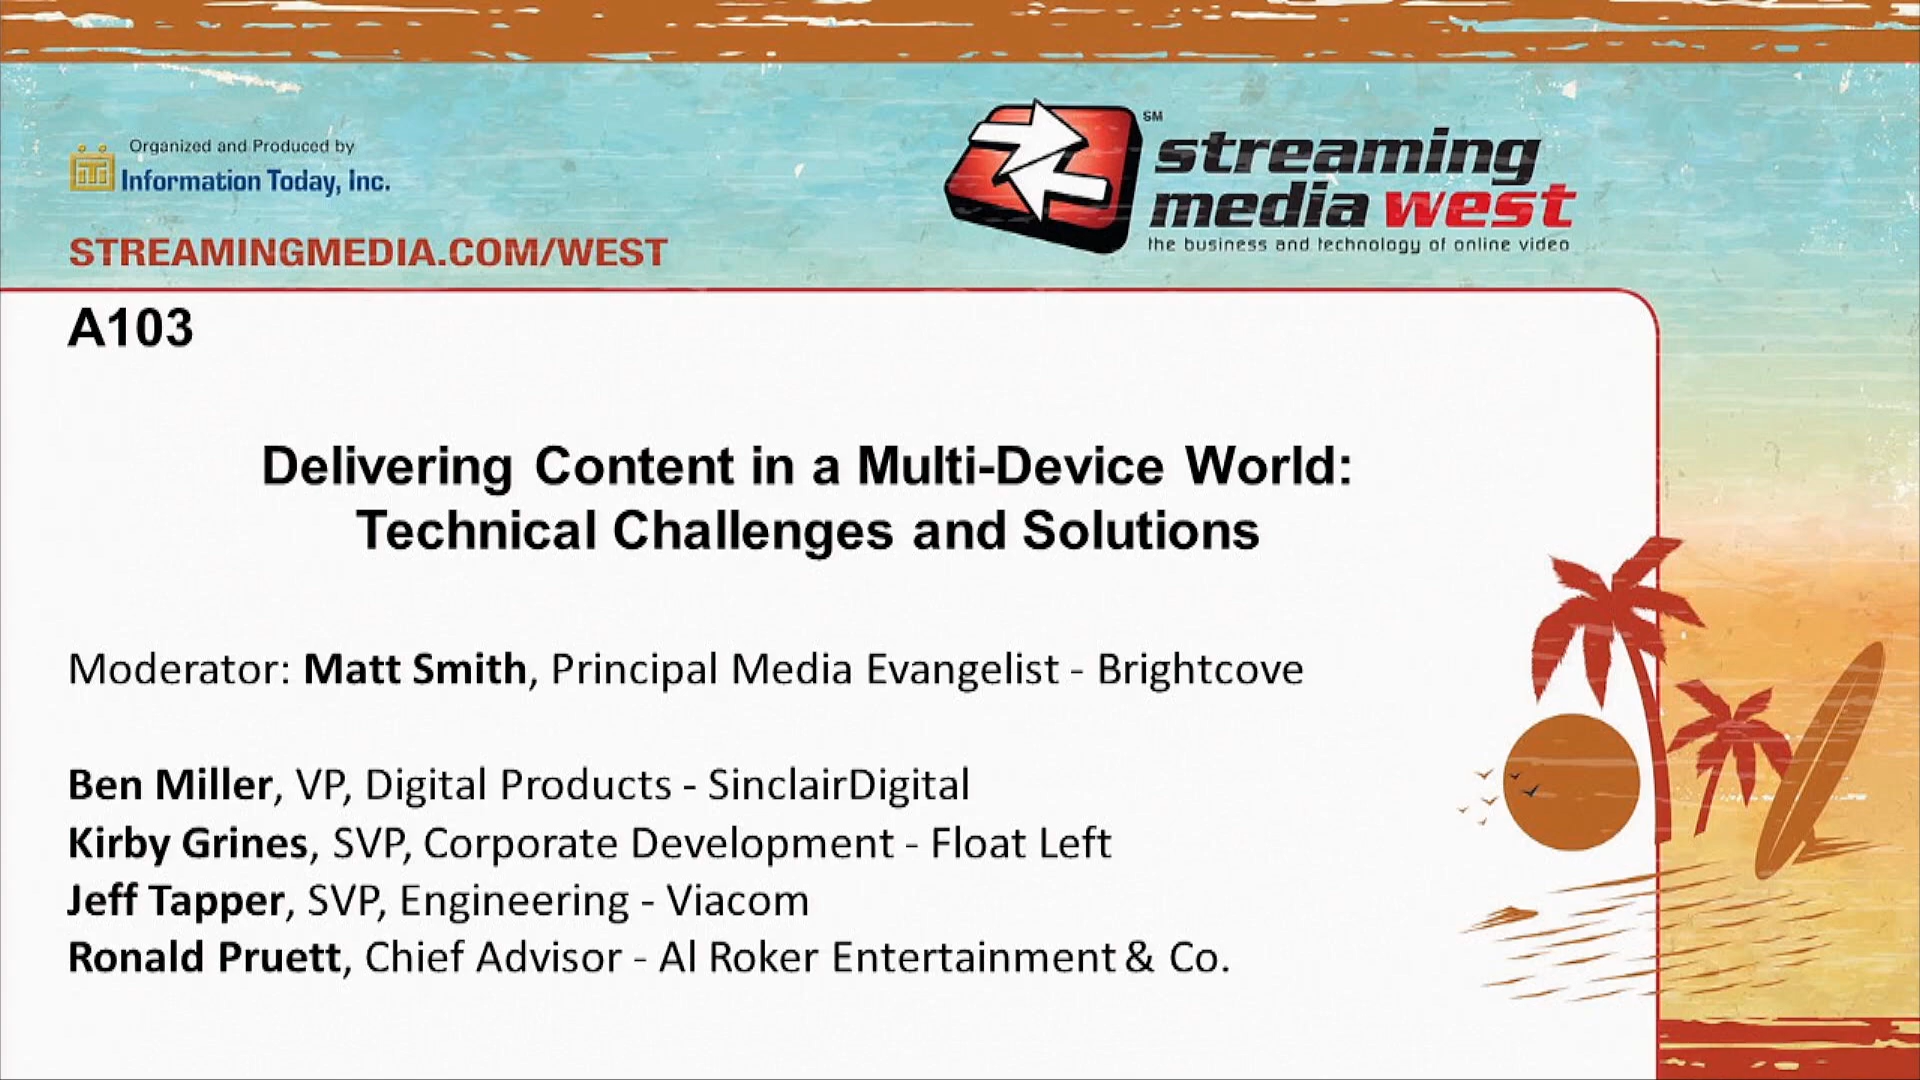 Organized and Produced by
Information Today, Inc.
STREAMINGMEDIA.COM/WEST
SM
streaming
media west
the business and technology of online video
A103
Delivering Content in a Multi-Device World:
Technical Challenges and Solutions
Moderator: Matt Smith, Principal Media Evangelist - Brightcove
Ben Miller, VP, Digital Products - SinclairDigital
Kirby Grines, SVP, Corporate Development - Float Left
Jeff Tapper, SVP, Engineering - Viacom
Ronald Pruett, Chief Advisor - Al Roker Entertainment & Co.